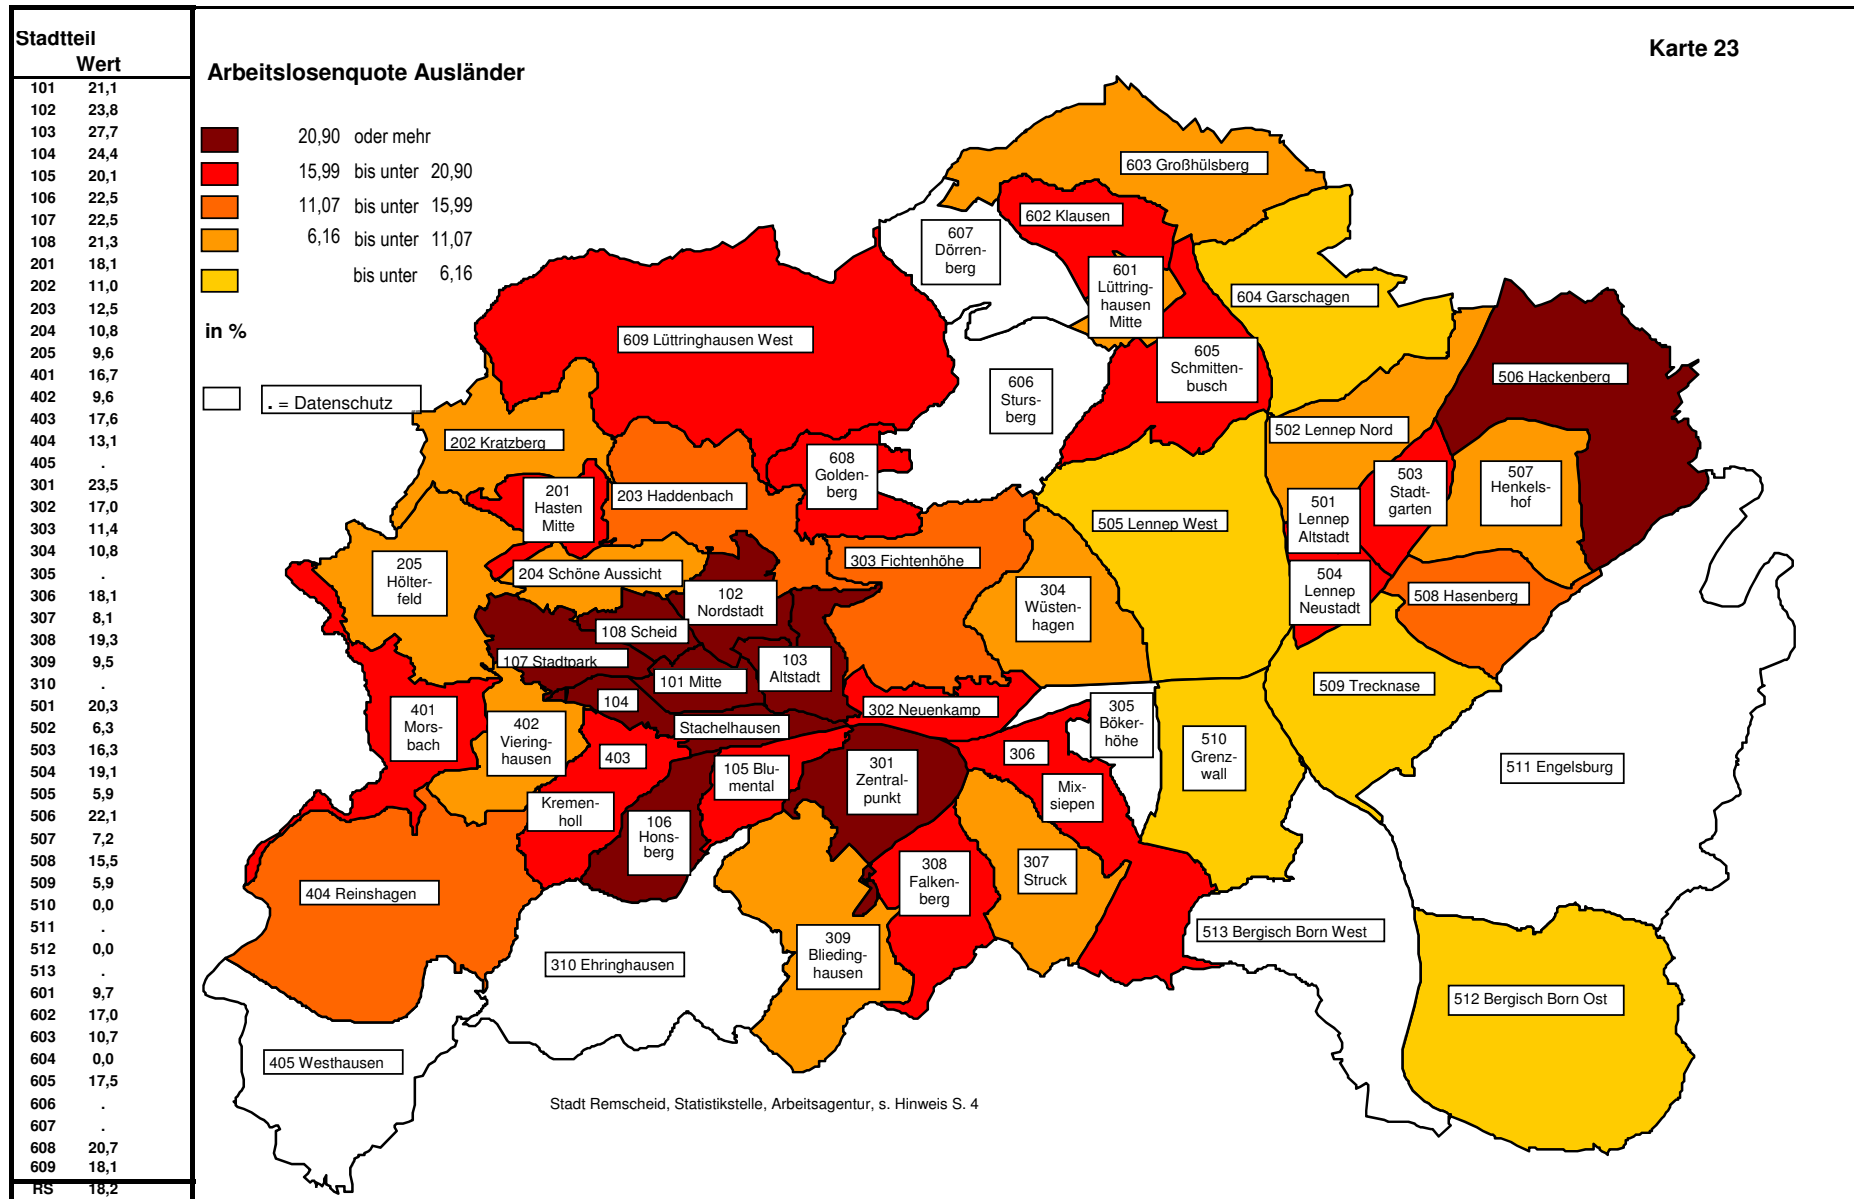 Stadtteil
Wert
101 21,1
102 23,8
103 27,7
104 24,4
105 20,1
106 22,5
107 22,5
108 21,3
201 18,1
202 11,0
203 12,5
204 10,8
205 9,6
401 16,7
402 9,6
403 17,6
404 13,1
405 .
301 23,5
302 17,0
303 11,4
304 10,8
305 .
306 18,1
307 8,1
308 19,3
309 9,5
310 .
501 20,3
502 6,3
503 16,3
504 19,1
505 5,9
506 22,1
507 7,2
508 15,5
509 5,9
510 0,0
511 .
512 0,0
513 .
601 9,7
602 17,0
603 10,7
604 0,0
605 17,5
606 .
607 .
608 20,7
609 18,1
RS 18,2
Karte 23
Arbeitslosenquote Ausländer
20,90 oder mehr
15,99 bis unter 20,90
11,07 bis unter 15,99
6,16 bis unter 11,07
bis unter 6,16
in %
. = Datenschutz
603 Großhülsberg
602 Klausen
607
Dörren-
berg
601
Lüttring-
hausen
Mitte
604 Garschagen
609 Lüttringhausen West
605
Schmitten-
busch
606
Sturs-
berg
506 Hackenberg
202 Kratzberg
502 Lennep Nord
608
Golden-
berg
503
Stadt-
garten
507
Henkels-
hof
201
Hasten
Mitte
203 Haddenbach
501
Lennep
Altstadt
505 Lennep West
303 Fichtenhöhe
205
Hölter-
feld
204 Schöne Aussicht
102
Nordstadt
304
Wüsten-
hagen
504
Lennep
Neustadt
508 Hasenberg
108 Scheid
107 Stadtpark
103
Altstadt
101 Mitte
509 Trecknase
104
Stachelhausen
302 Neuenkamp
305
Böker-
höhe
401
Mors-
bach
402
Viering-
hausen
403
Kremen-
holl
105 Blu-
mental
301
Zentral-
punkt
306
Mix-
siepen
510
Grenz-
wall
511 Engelsburg
106
Hons-
berg
404 Reinshagen
308
Falken-
berg
307
Struck
309
Blieding-
hausen
513 Bergisch Born West
310 Ehringhausen
512 Bergisch Born Ost
405 Westhausen
Stadt Remscheid, Statistikstelle, Arbeitsagentur, s. Hinweis S. 4